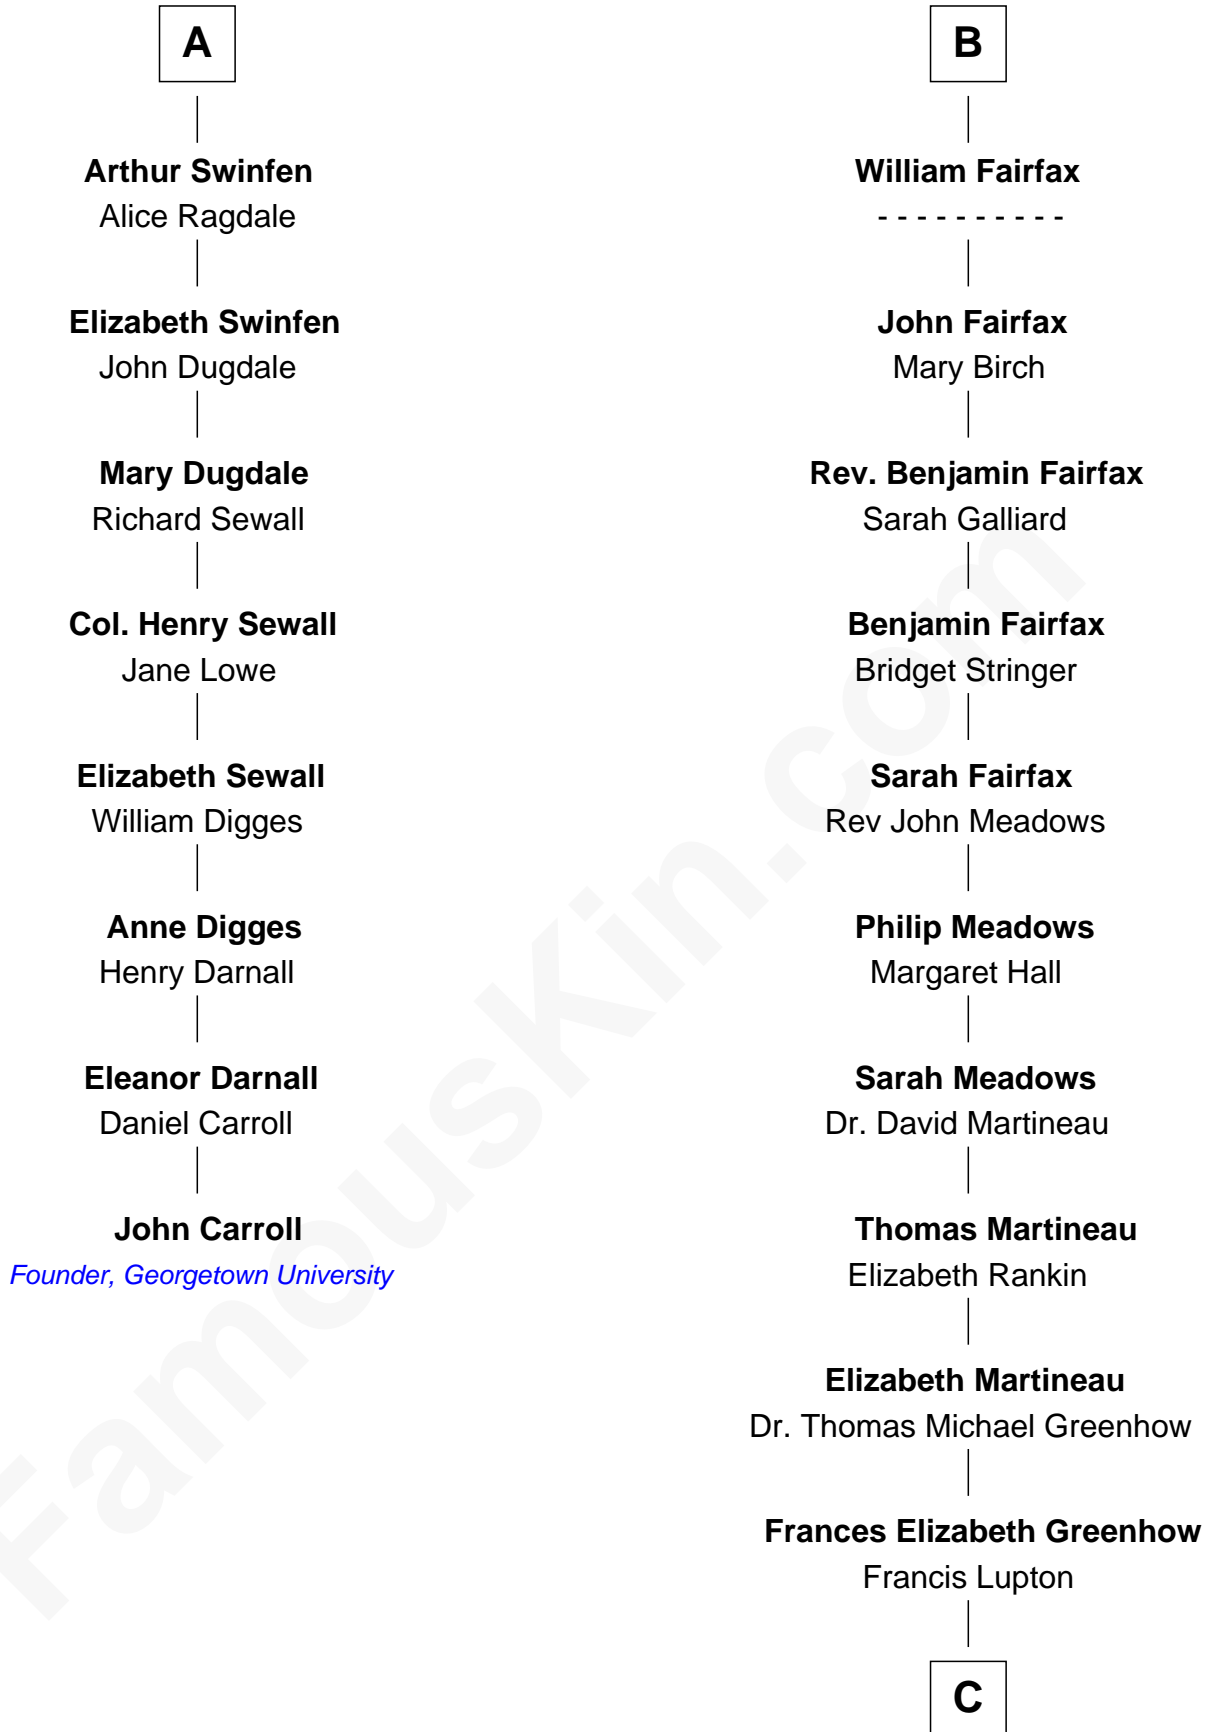 A
Arthur Swinfen
Alice Ragdale
Elizabeth Swinfen
John Dugdale
Mary Dugdale
Richard Sewall
Col. Henry Sewall
Jane Lowe
Elizabeth Sewall
William Digges
Anne Digges
Henry Darnall
Eleanor Darnall
Daniel Carroll
John Carroll
Founder, Georgetown University
B
William Fairfax
- - - - - - - - - -
John Fairfax
Mary Birch
Rev. Benjamin Fairfax
Sarah Galliard
Benjamin Fairfax
Bridget Stringer
Sarah Fairfax
Rev John Meadows
Philip Meadows
Margaret Hall
Sarah Meadows
Dr. David Martineau
Thomas Martineau
Elizabeth Rankin
Elizabeth Martineau
Dr. Thomas Michael Greenhow
Frances Elizabeth Greenhow
Francis Lupton
C
FamousKin.com